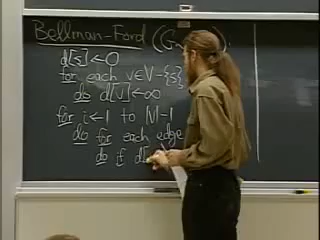 Bellman-Ford (G,
d[s] ← 0
for each v ∈ V - {s}
do d[v] ← ∞
for i ← 1 to |V| - 1
do for each edge
do if d[